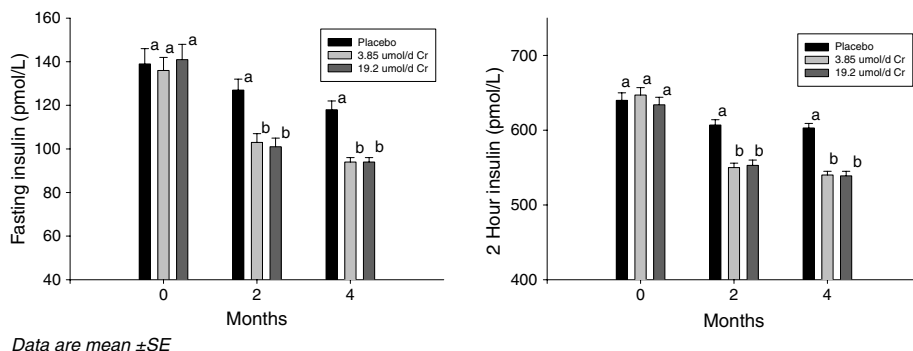 160
140
120
100
80
60
40
Fasting insulin (pmol/L)
Placebo
3.85 umol/d Cr
19.2 umol/d Cr
a a a
a
b b
a
b b
0 2 4
Months
700
600
500
400
2 Hour insulin (pmol/L)
Placebo
3.85 umol/d Cr
19.2 umol/d Cr
a a a
a
b b
a
b b
0 2 4
Months
Data are mean ±SE